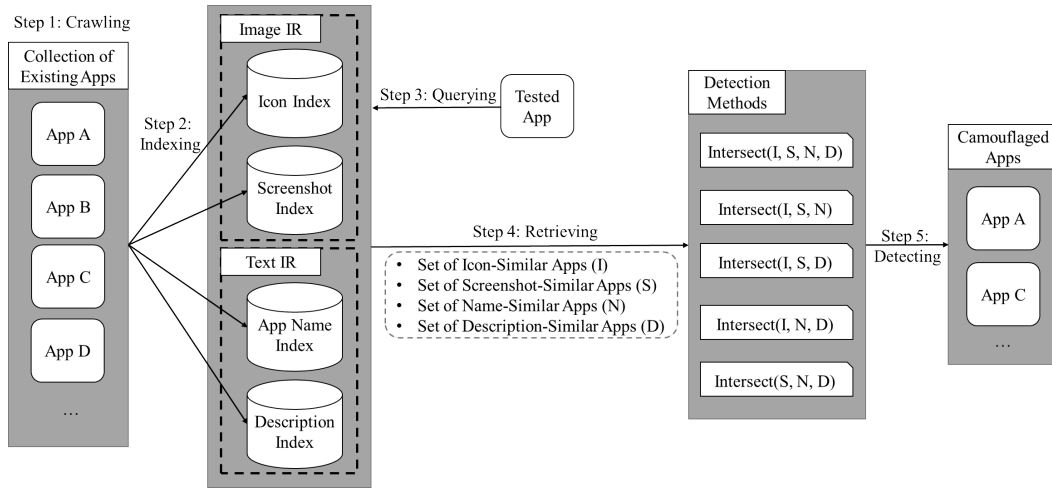 Step 1: Crawling
Collection of
Existing Apps
App A
App B
App C
App D
…
Step 2:
Indexing
Image IR
Icon Index
Screenshot
Index
Text IR
App Name
Index
Description
Index
Step 3: Querying
Tested
App
Step 4: Retrieving
• Set of Icon-Similar Apps (I)
• Set of Screenshot-Similar Apps (S)
• Set of Name-Similar Apps (N)
• Set of Description-Similar Apps (D)
Detection
Methods
Intersect(I, S, N, D)
Intersect(I, S, N)
Intersect(I, S, D)
Intersect(I, N, D)
Intersect(S, N, D)
Step 5:
Detecting
Camouflaged
Apps
App A
App C
…